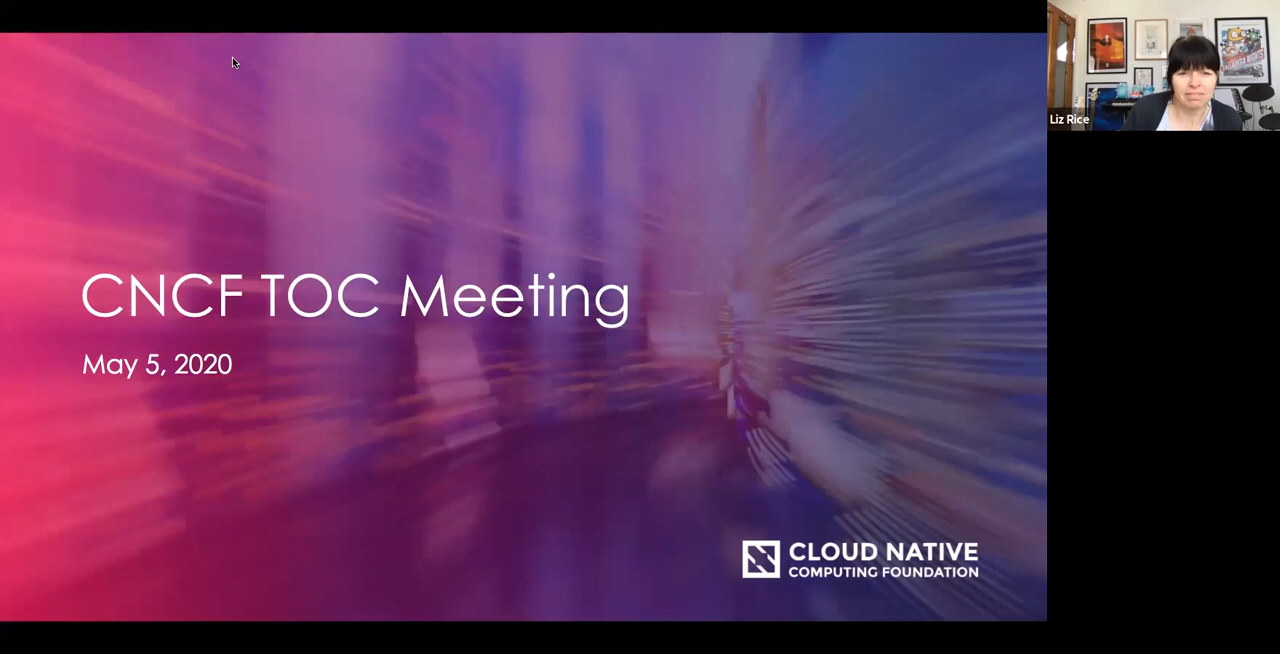 CNCF TOC Meeting
May 5, 2020
CLOUD NATIVE
COMPUTING FOUNDATION
Liz Rice